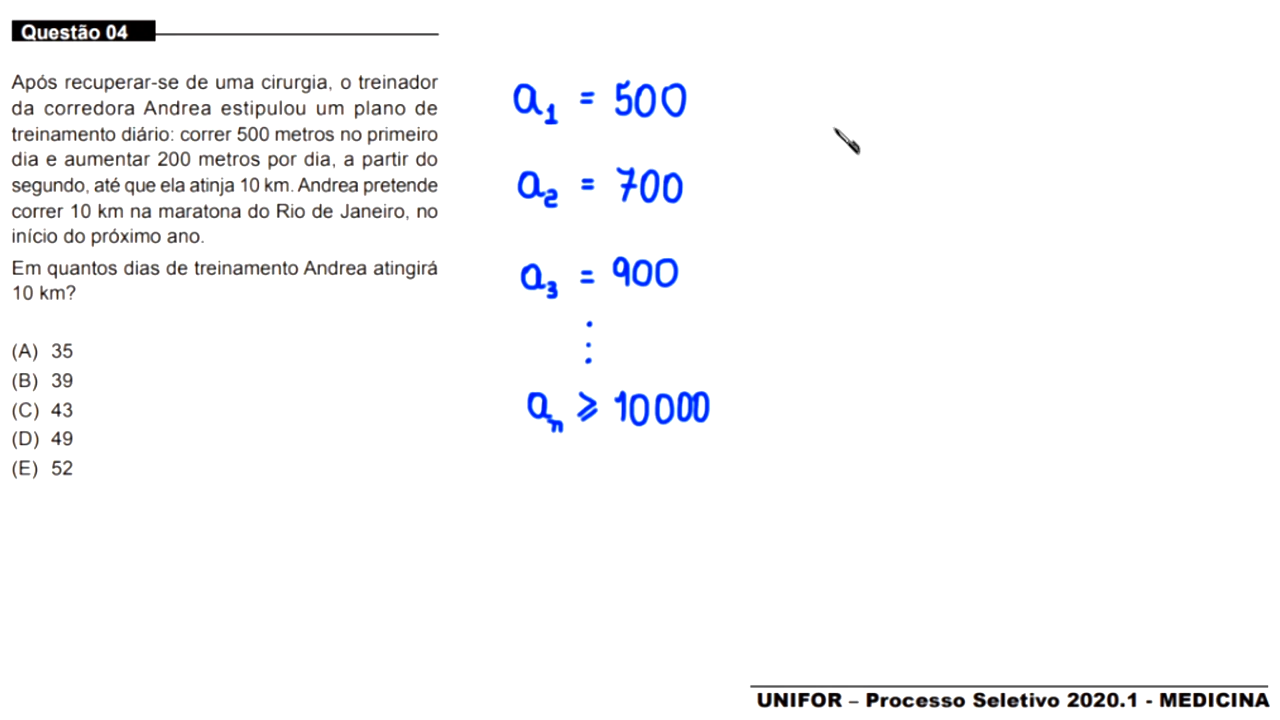 Questão 04
Após recuperar-se de uma cirurgia, o treinador
da corredora Andrea estipulou um plano de
treinamento diário: correr 500 metros no primeiro
dia e aumentar 200 metros por dia, a partir do
segundo, até que ela atinja 10 km. Andrea pretende
correr 10 km na maratona do Rio de Janeiro, no
início do próximo ano.
Em quantos dias de treinamento Andrea atingirá
10 km?
(A) 35
(B) 39
(C) 43
(D) 49
(E) 52
a₁ = 500
a₂ = 700
a₃ = 900
⋮
aₙ ⩾ 10000
UNIFOR – Processo Seletivo 2020.1 - MEDICINA